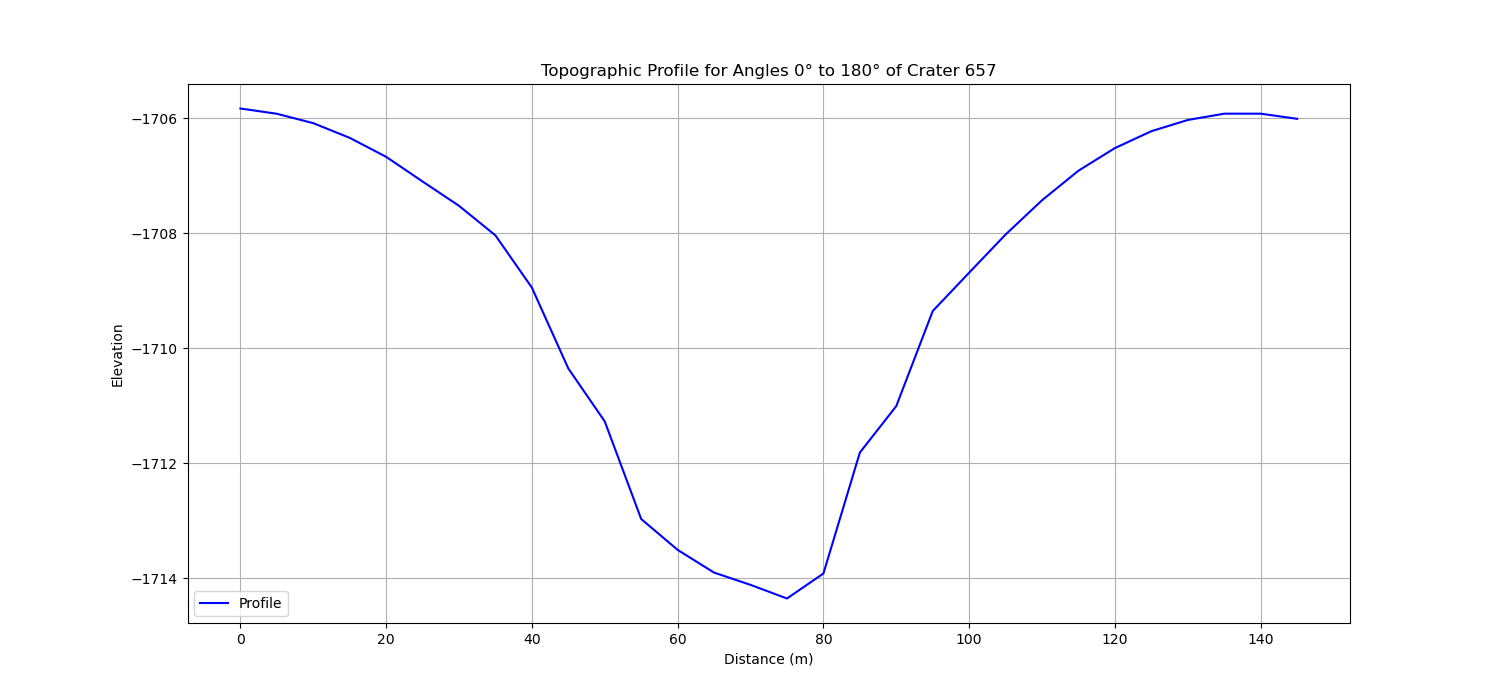 Topographic Profile for Angles 0° to 180° of Crater 657
−1706
−1708
−1710
−1712
−1714
Elevation
Profile
0 20 40 60 80 100 120 140
Distance (m)